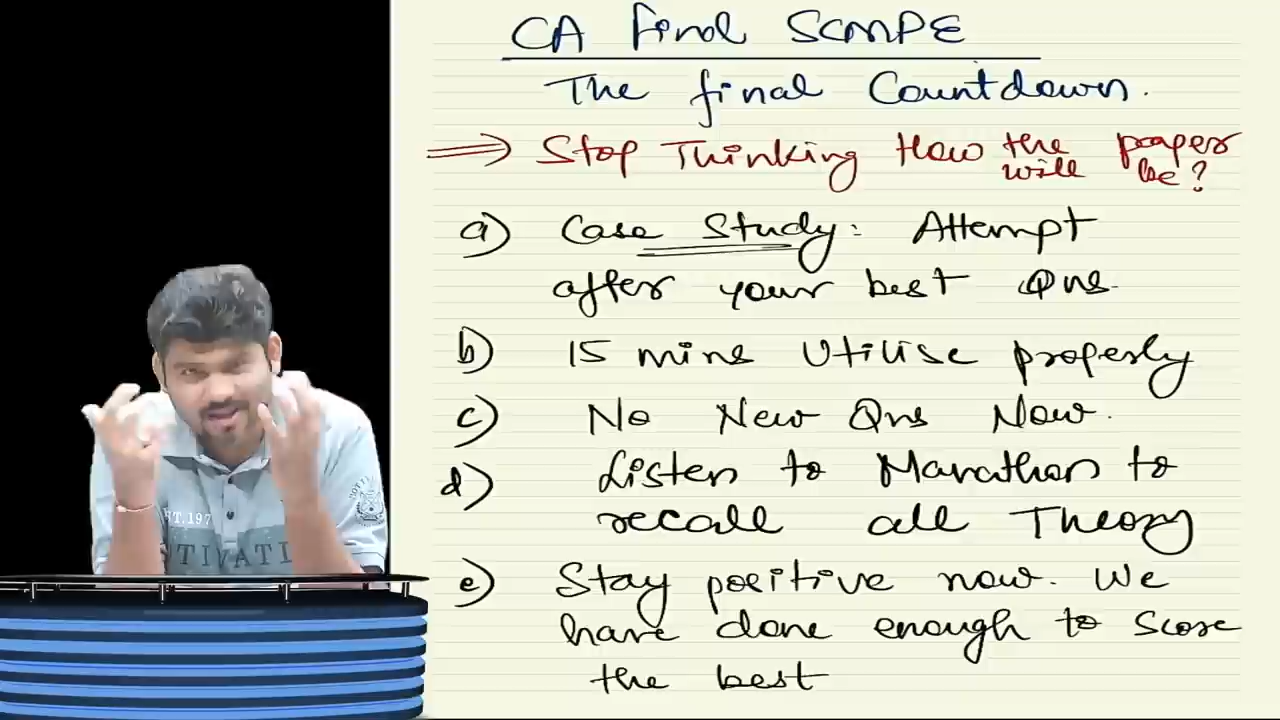 CA Final SCMPE
The final Countdown.
⇒ Stop Thinking How the paper
will be?
a) Case Study: Attempt
after your best Qns.
b) 15 mins Utilise properly
c) No New Qns Now.
d) Listen to Marathon to
recall all Theory
e) Stay positive now. We
have done enough to Score
the best
T.197
STIVATI